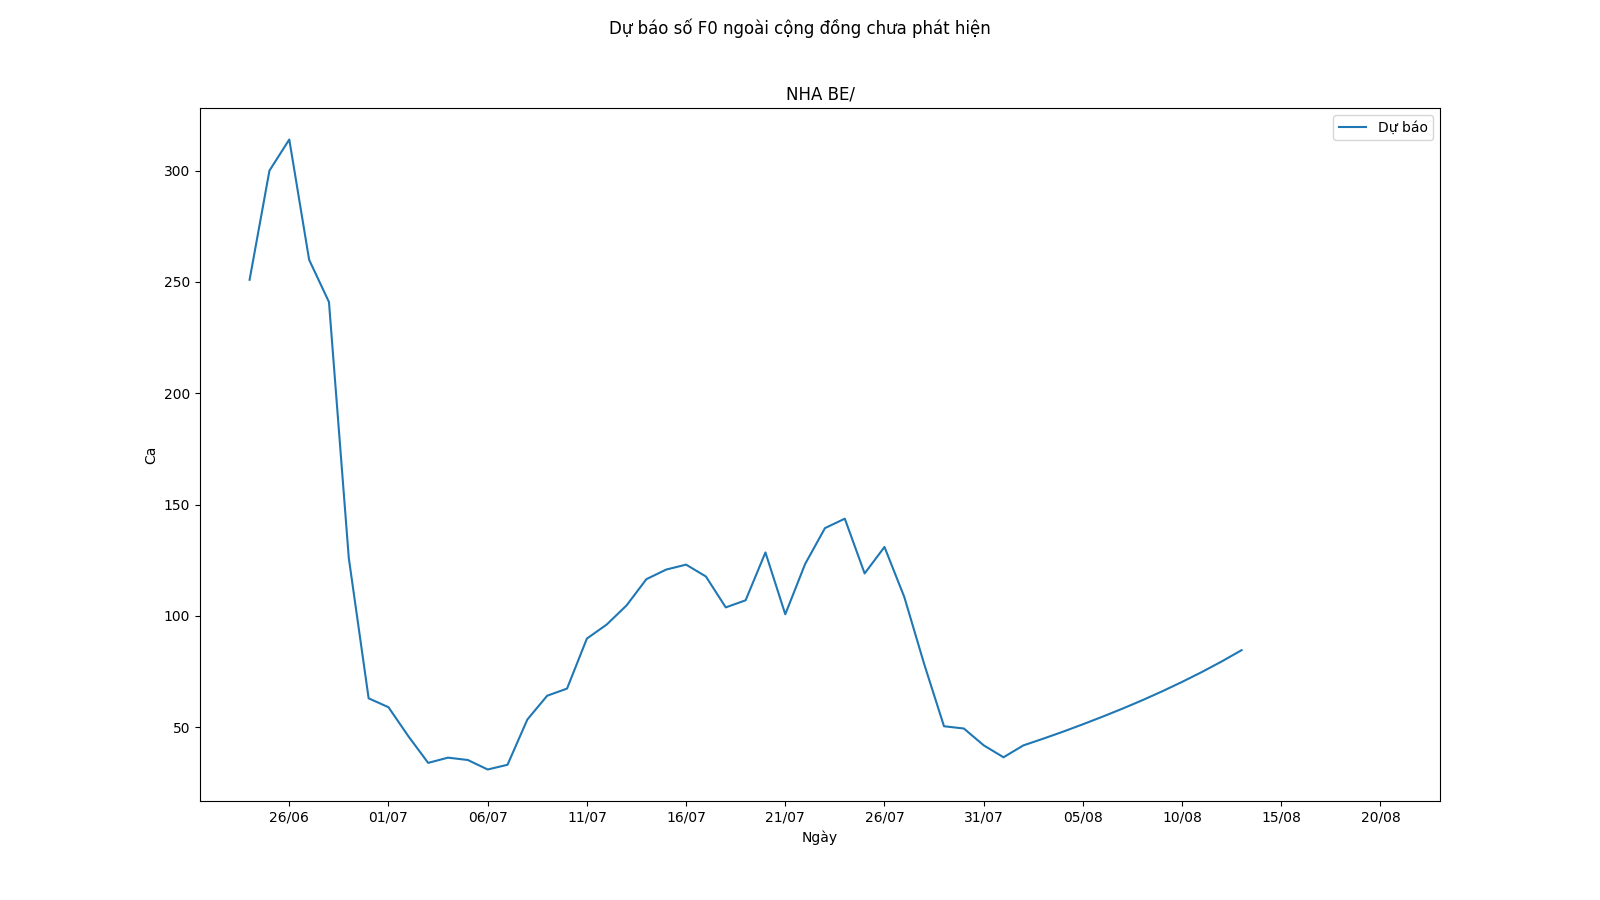 Dự báo số F0 ngoài cộng đồng chưa phát hiện
NHA BE/
Dự báo
300
250
200
150
100
50
Ca
26/06 01/07 06/07 11/07 16/07 21/07 26/07 31/07 05/08 10/08 15/08 20/08
Ngày